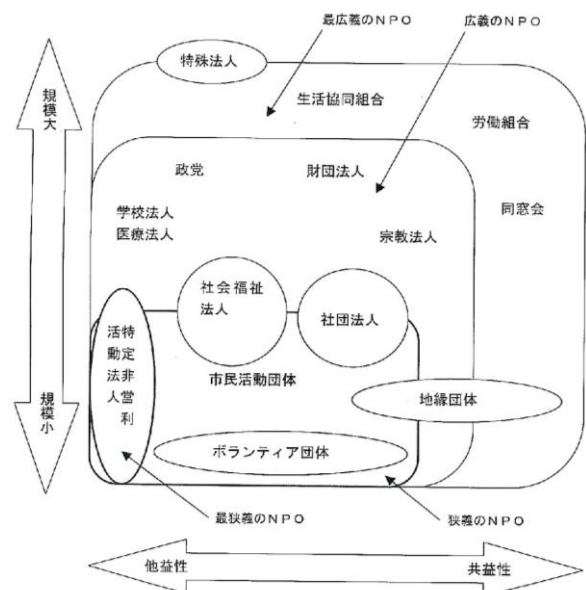 最広義のNPO
広義のNPO
特殊法人
規模大
生活協同組合
労働組合
政党
財団法人
学校法人
医療法人
同窓会
宗教法人
社会福祉
法人
社団法人
特定非営利
活動法人
市民活動団体
地縁団体
規模小
ボランティア団体
最狭義のNPO
狭義のNPO
他益性
共益性